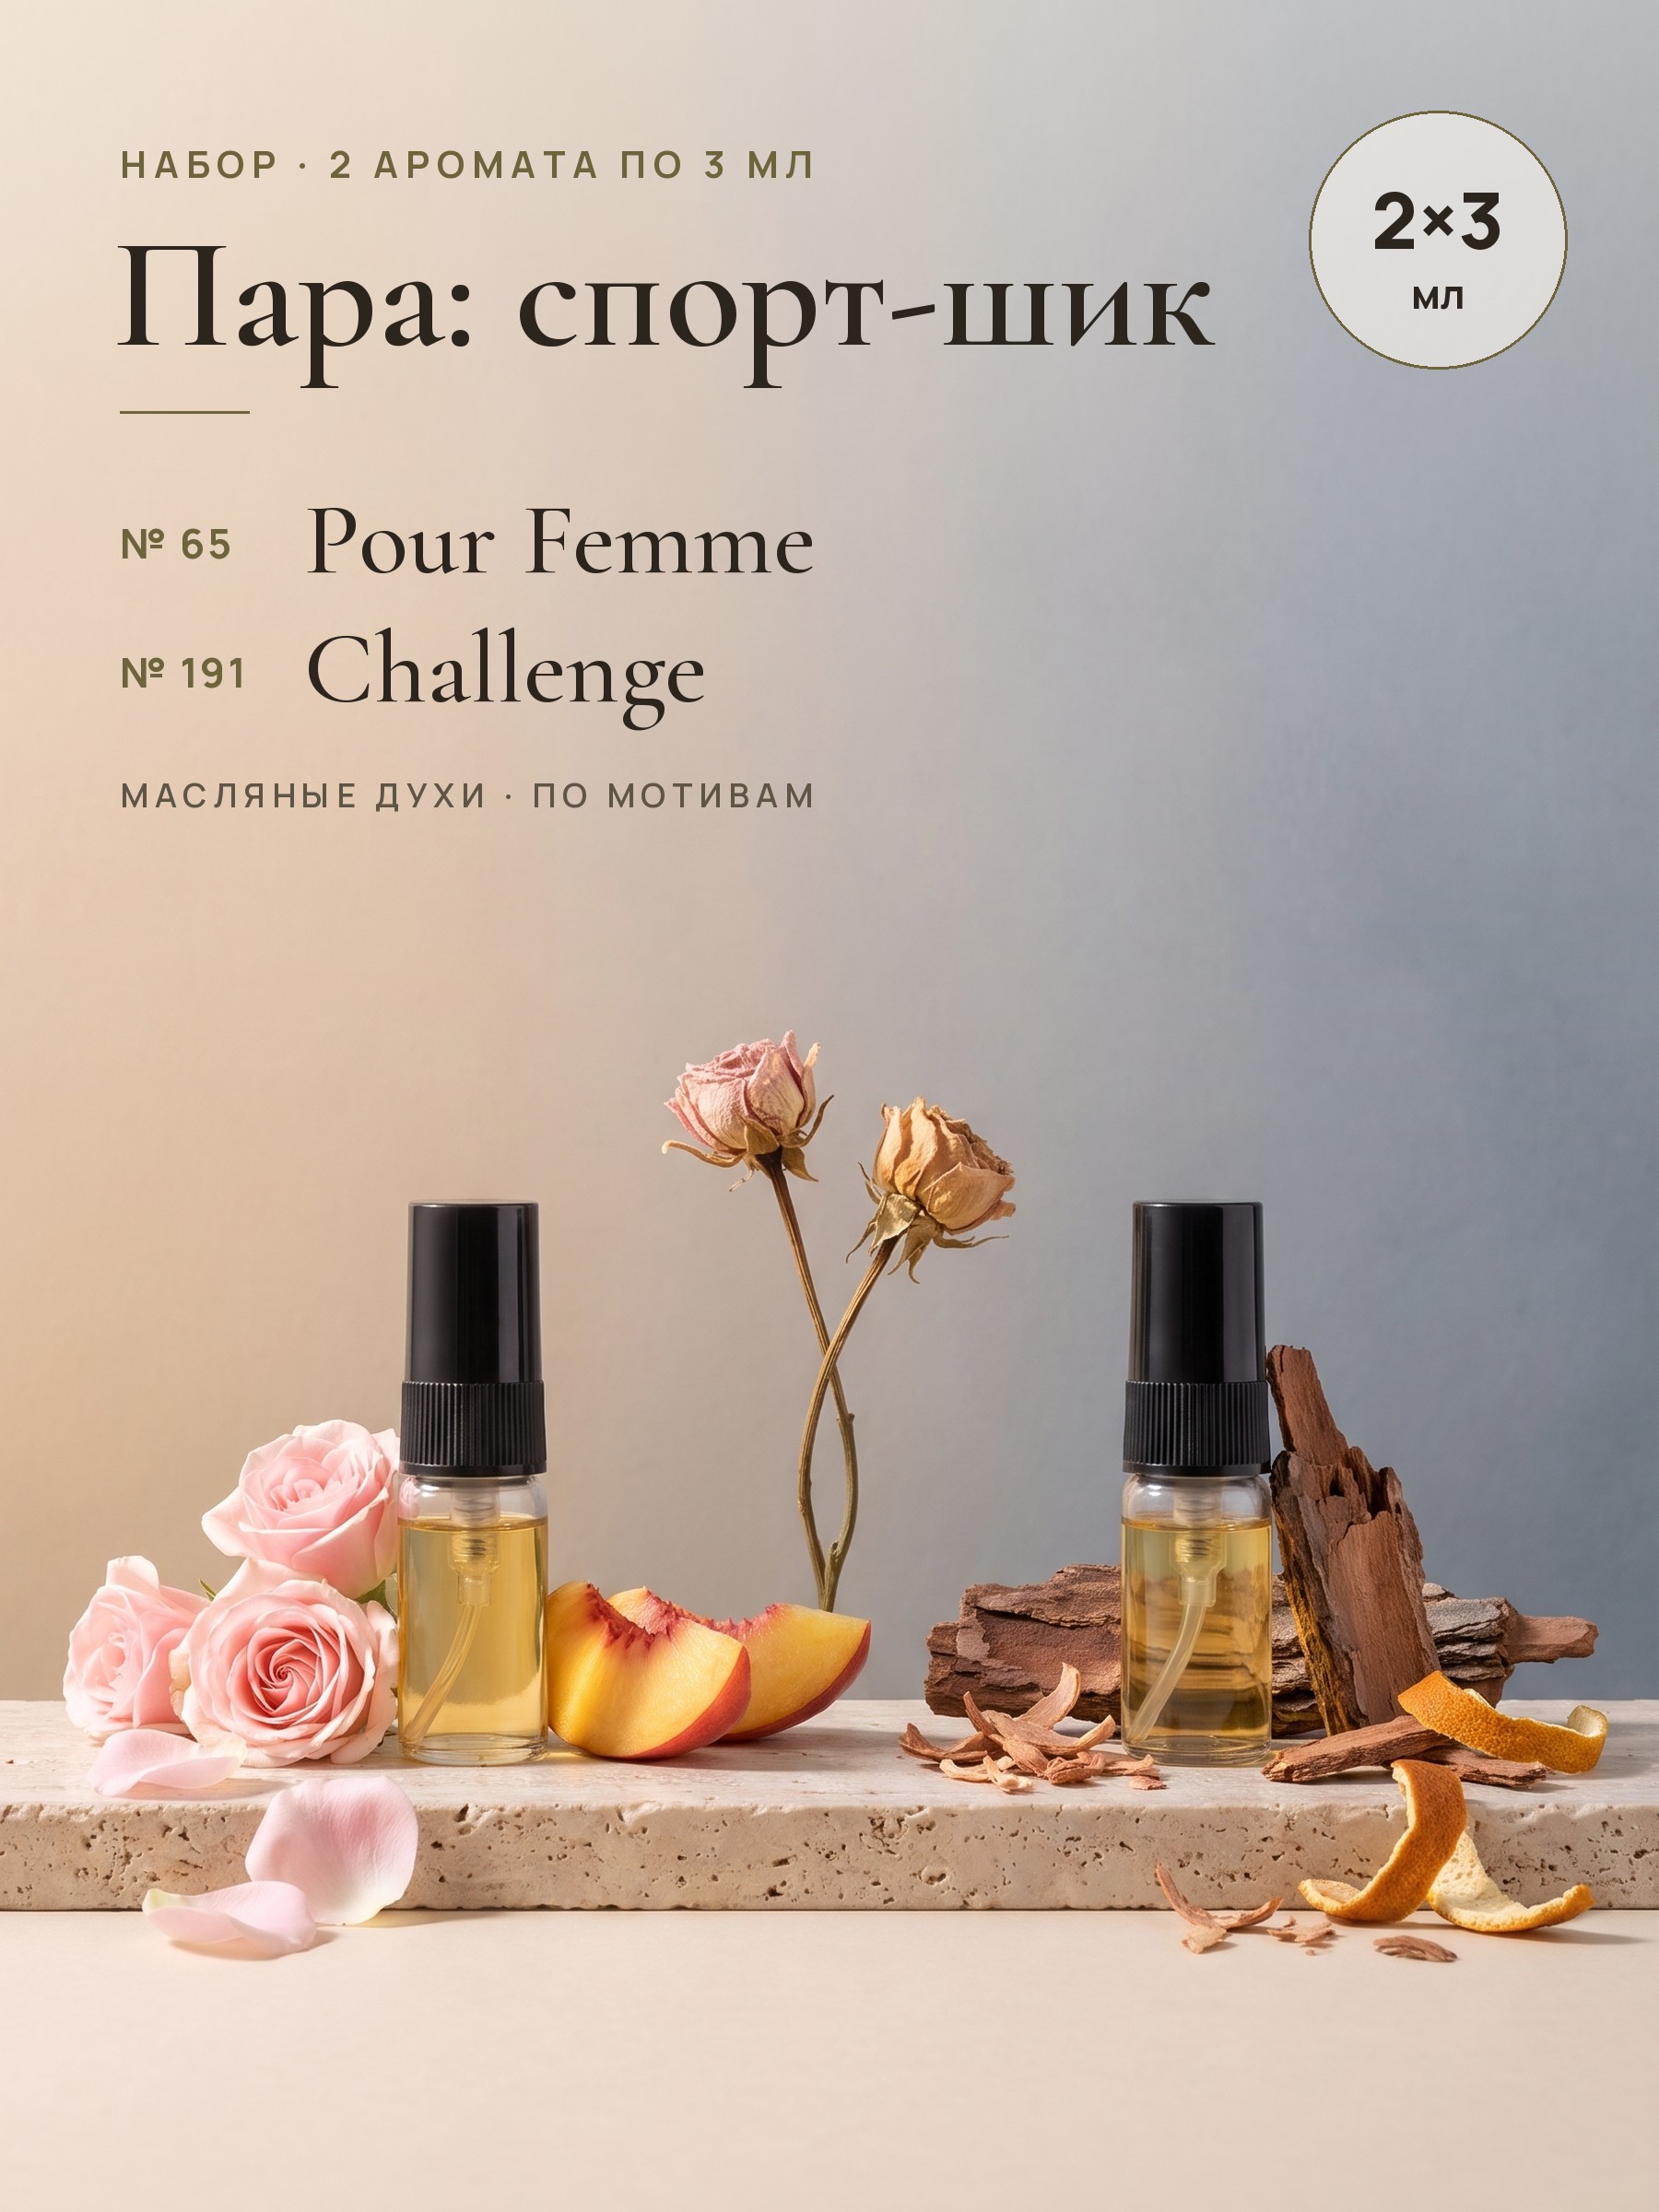 НАБОР · 2 АРОМАТА ПО 3 МЛ
Пара: спорт-шик
2×3
мл
№ 65 Pour Femme
№ 191 Challenge
МАСЛЯНЫЕ ДУХИ · ПО МОТИВАМ